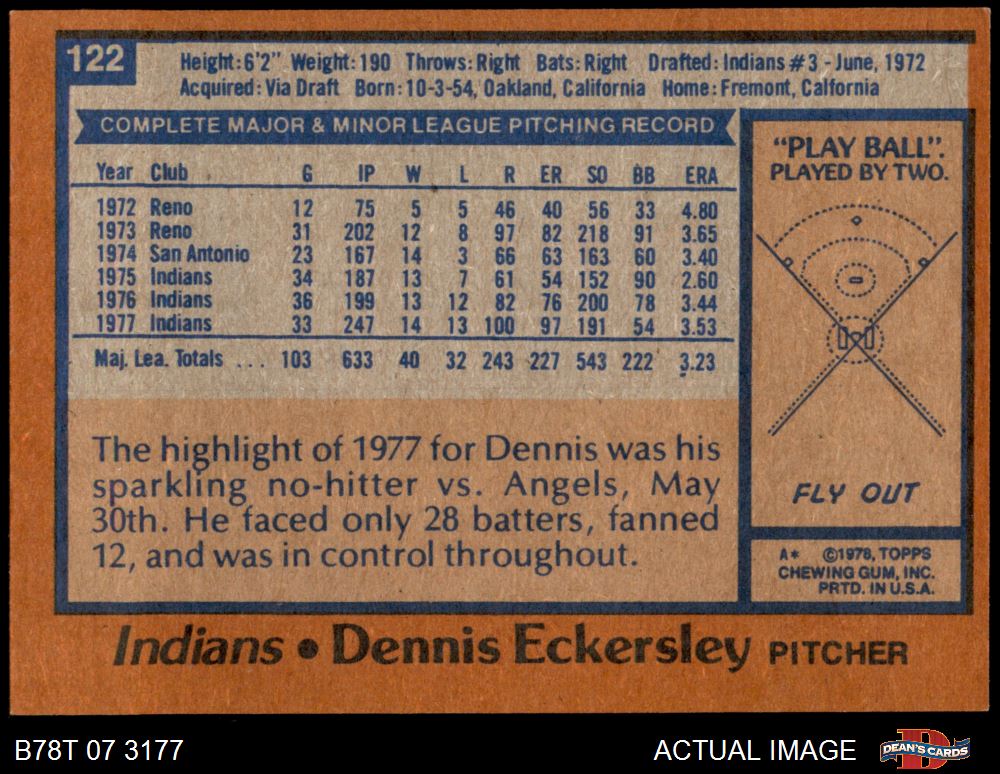 122
Height:6'2" Weight:190 Throws:Right Bats:Right Drafted:Indians #3 - June, 1972
Acquired:Via Draft Born:10-3-54, Oakland, California Home:Fremont, Calfornia
COMPLETE MAJOR & MINOR LEAGUE PITCHING RECORD
Year Club G IP W L R ER SO BB ERA
1972 Reno 12 75 5 5 46 40 56 33 4.80
1973 Reno 31 202 12 8 97 82 218 91 3.65
1974 San Antonio 23 167 14 3 66 63 163 60 3.40
1975 Indians 34 187 13 7 61 54 152 90 2.60
1976 Indians 36 199 13 12 82 76 200 78 3.44
1977 Indians 33 247 14 13 100 97 191 54 3.53
Maj. Lea. Totals ... 103 633 40 32 243 227 543 222 3.23
The highlight of 1977 for Dennis was his
sparkling no-hitter vs. Angels, May
30th. He faced only 28 batters, fanned
12, and was in control throughout.
"PLAY BALL".
PLAYED BY TWO.
FLY OUT
A* ©1978, TOPPS
CHEWING GUM, INC.
PRTD. IN U.S.A.
Indians • Dennis Eckersley PITCHER
B78T 07 3177 ACTUAL IMAGE DEAN'S CARDS